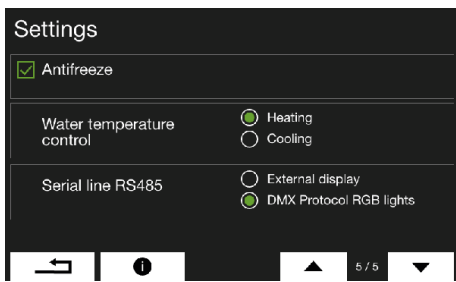 Settings
Antifreeze
Water temperature
control
Heating
Cooling
Serial line RS485
External display
DMX Protocol RGB lights
5/5